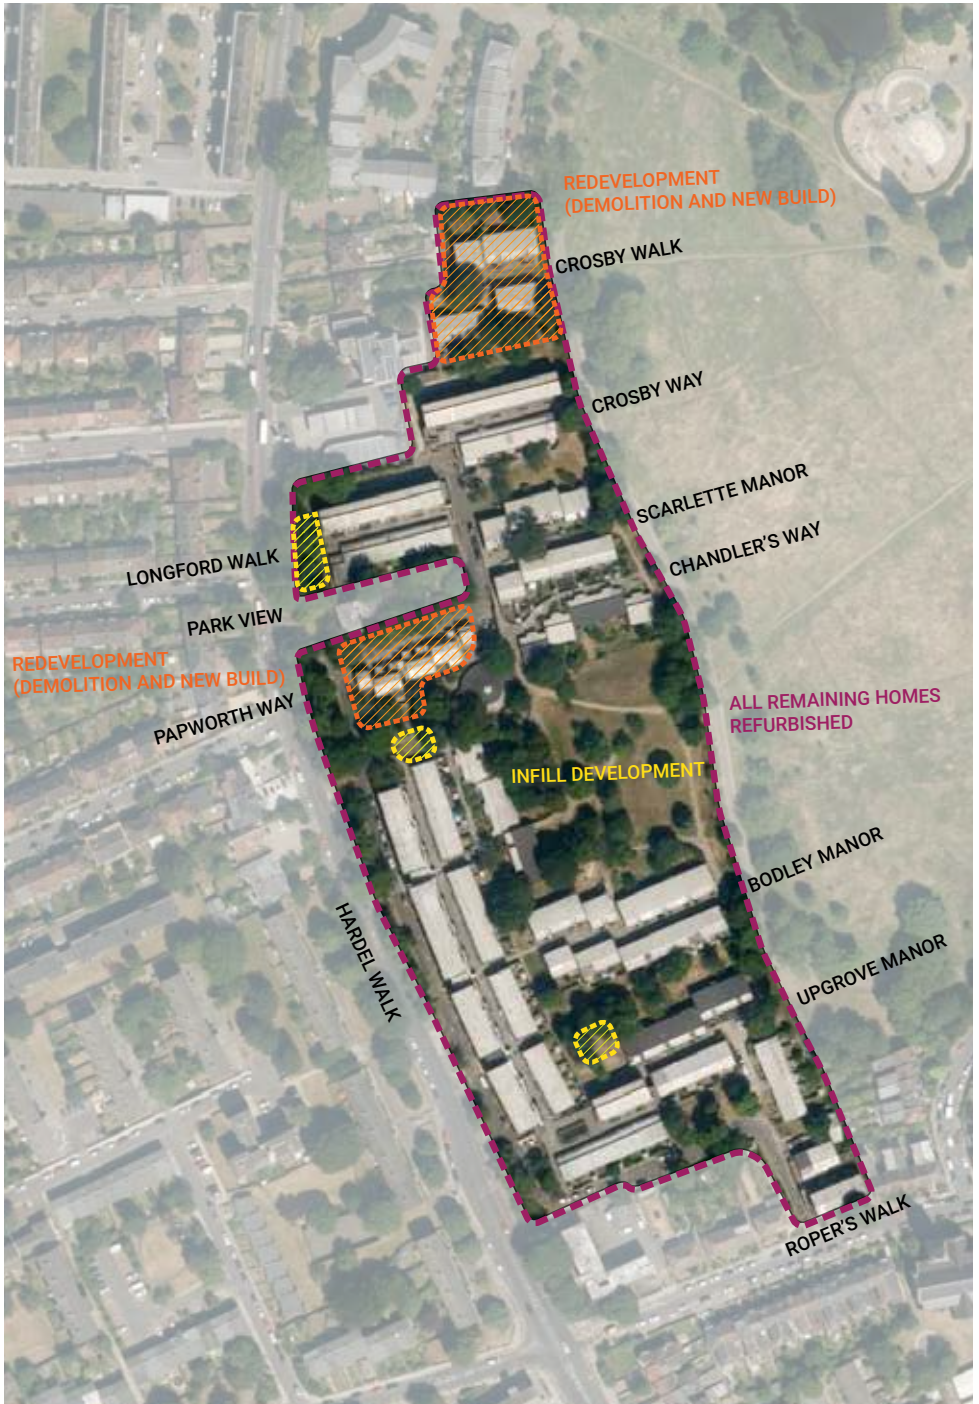 REDEVELOPMENT
(DEMOLITION AND NEW BUILD)
CROSBY WALK
CROSBY WAY
SCARLETTE MANOR
CHANDLER'S WAY
LONGFORD WALK
PARK VIEW
REDEVELOPMENT
(DEMOLITION AND NEW BUILD)
PAPWORTH WAY
ALL REMAINING HOMES
REFURBISHED
INFILL DEVELOPMENT
BODLEY MANOR
HARDEL WALK
UPGROVE MANOR
ROPER'S WALK